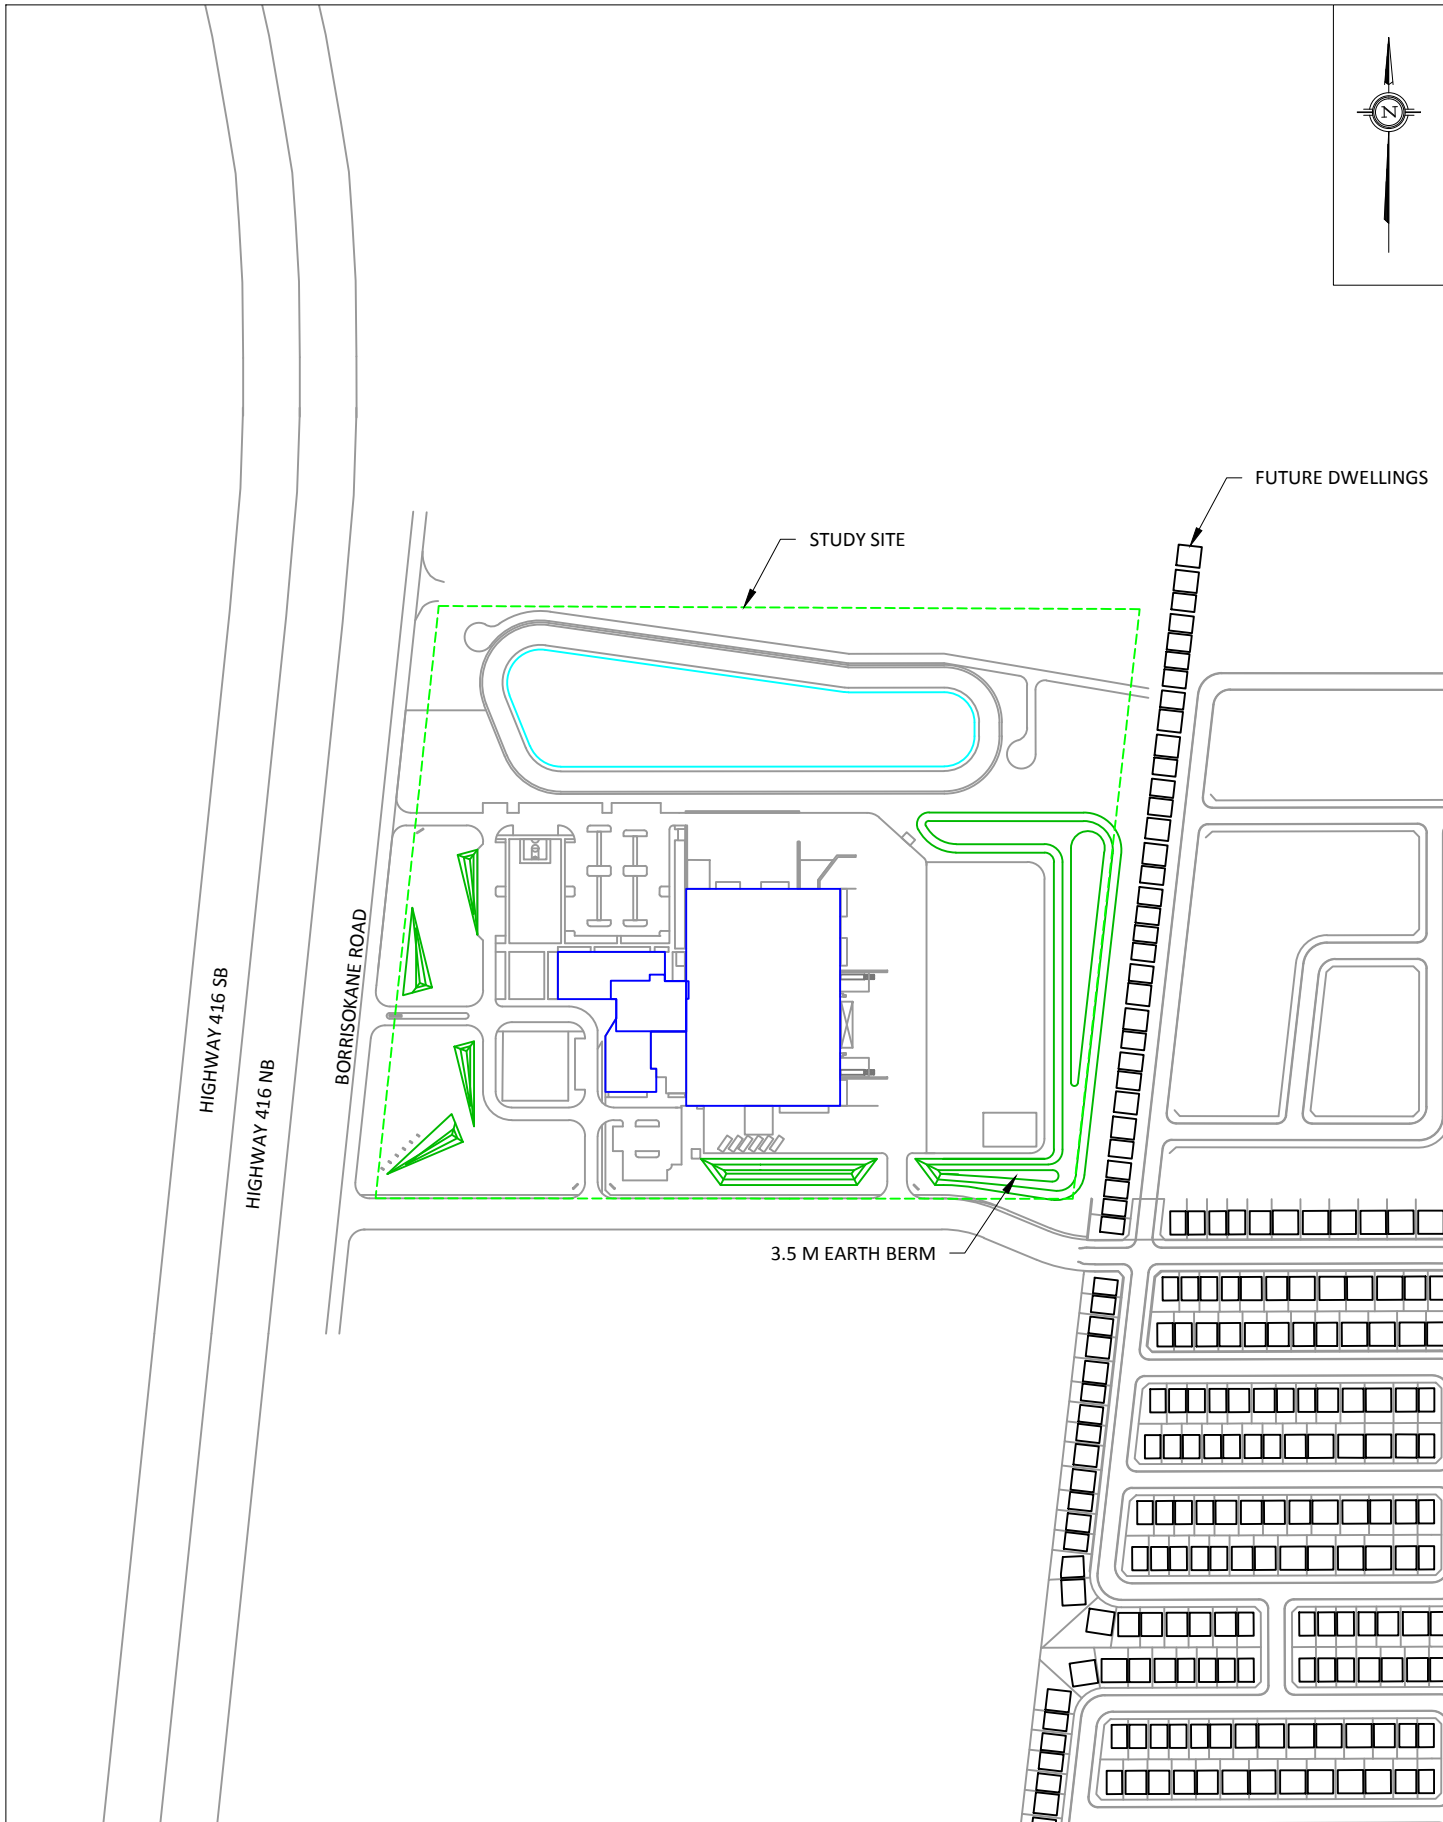 N
FUTURE DWELLINGS
STUDY SITE
BORRISOKANE ROAD
HIGHWAY 416 SB
HIGHWAY 416 NB
3.5 M EARTH BERM